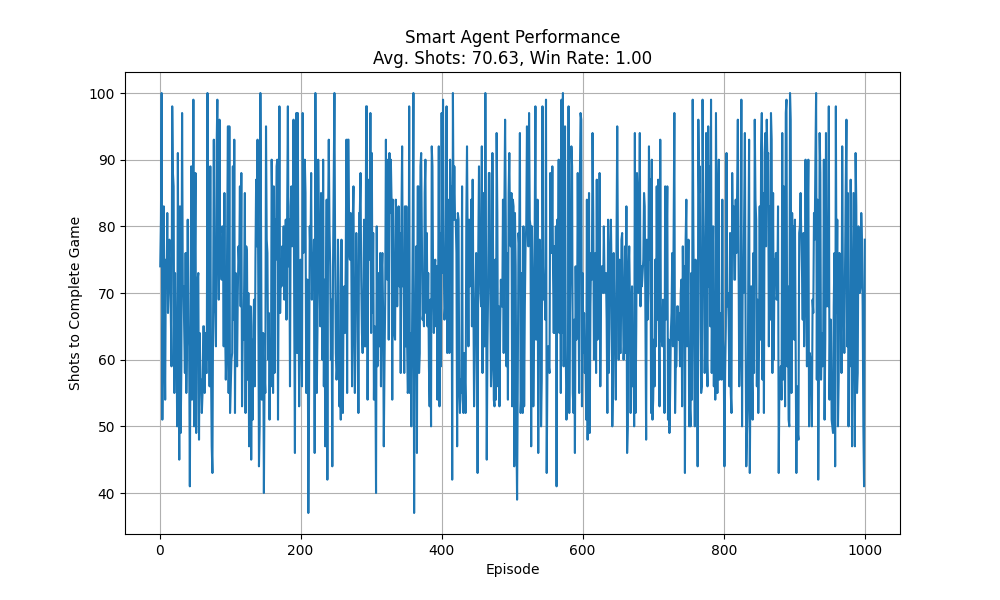 Smart Agent Performance
Avg. Shots: 70.63, Win Rate: 1.00
Shots to Complete Game
100
90
80
70
60
50
40
0 200 400 600 800 1000
Episode